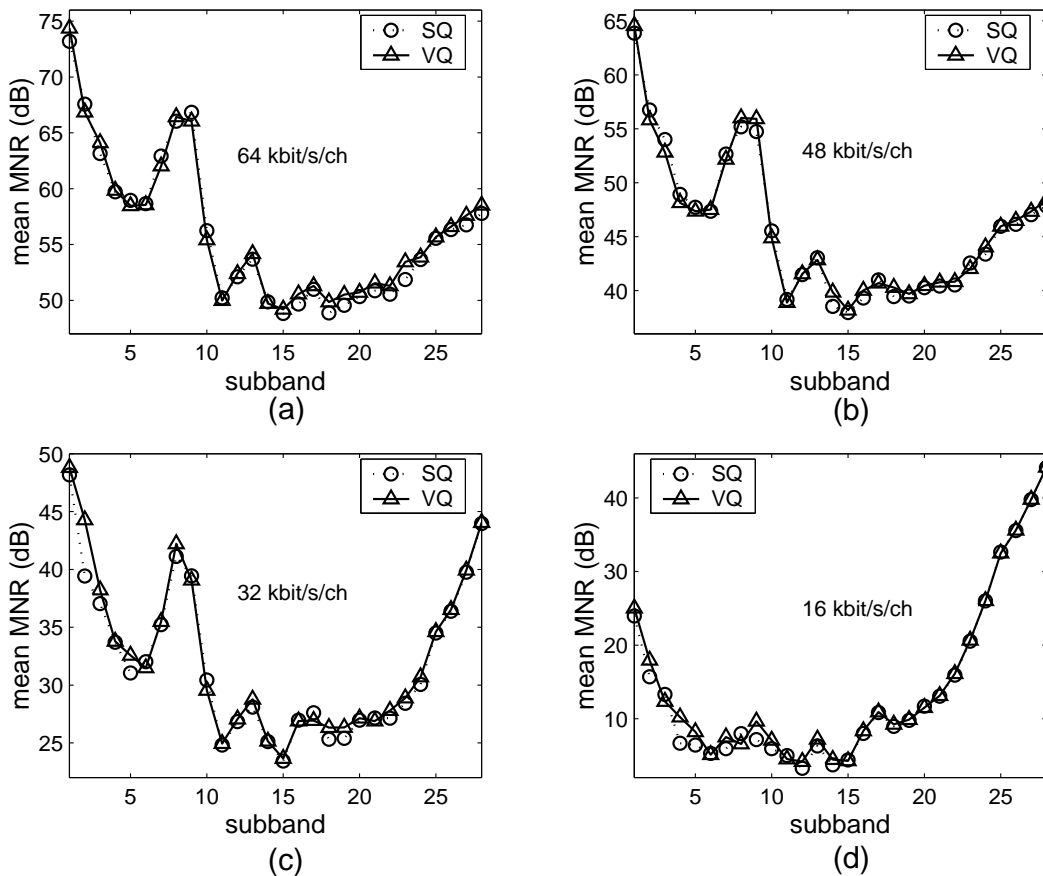 75
70
65
60
55
50
mean MNR (dB)
SQ
VQ
64 kbit/s/ch
5 10 15 20 25
subband
(a)
65
60
55
50
45
40
mean MNR (dB)
SQ
VQ
48 kbit/s/ch
5 10 15 20 25
subband
(b)
50
45
40
35
30
25
mean MNR (dB)
SQ
VQ
32 kbit/s/ch
5 10 15 20 25
subband
(c)
40
30
20
10
mean MNR (dB)
SQ
VQ
16 kbit/s/ch
5 10 15 20 25
subband
(d)